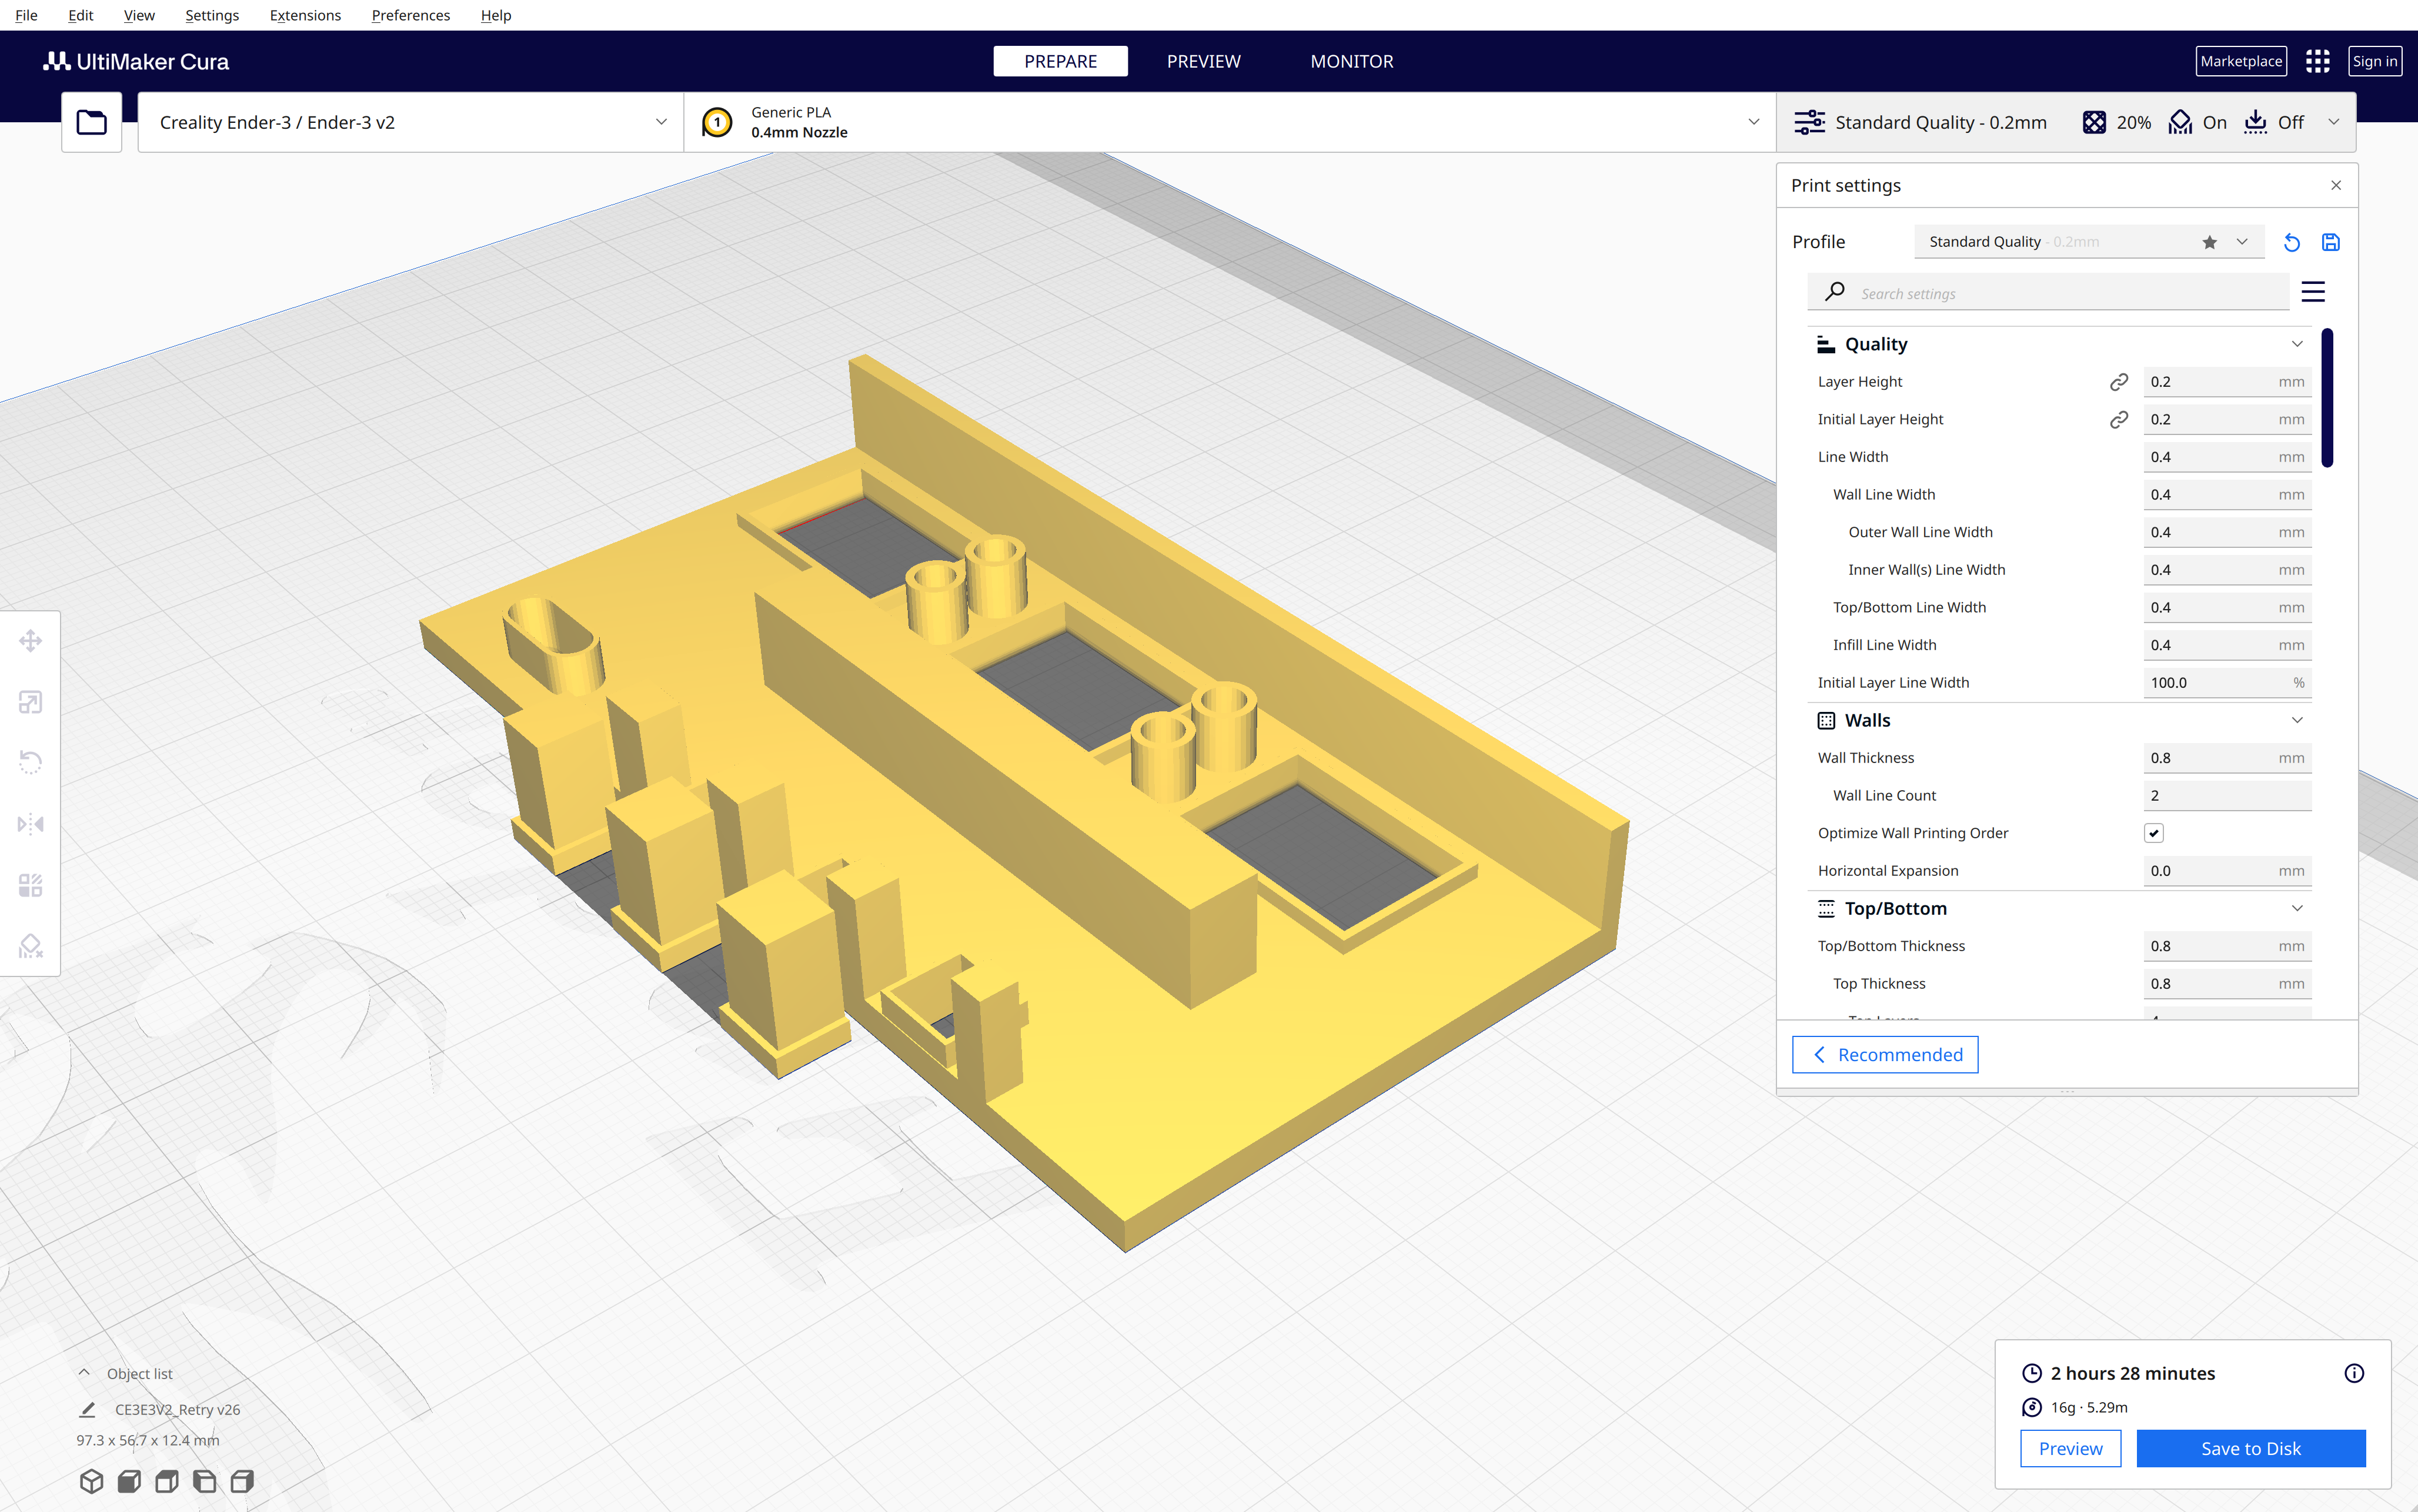 File Edit View Settings Extensions Preferences Help
UltiMaker Cura PREPARE PREVIEW MONITOR Marketplace Sign in
Creality Ender-3 / Ender-3 v2
1
Generic PLA
0.4mm Nozzle
Standard Quality - 0.2mm 20% On Off
Print settings
Profile Standard Quality - 0.2mm
Search settings
Quality
Layer Height 0.2 mm
Initial Layer Height 0.2 mm
Line Width 0.4 mm
Wall Line Width 0.4 mm
Outer Wall Line Width 0.4 mm
Inner Wall(s) Line Width 0.4 mm
Top/Bottom Line Width 0.4 mm
Infill Line Width 0.4 mm
Initial Layer Line Width 100.0 %
Walls
Wall Thickness 0.8 mm
Wall Line Count 2
Optimize Wall Printing Order
Horizontal Expansion 0.0 mm
Top/Bottom
Top/Bottom Thickness 0.8 mm
Top Thickness 0.8 mm
Recommended
Object list
CE3E3V2_Retry v26
97.3 x 56.7 x 12.4 mm
2 hours 28 minutes
16g · 5.29m
Preview Save to Disk